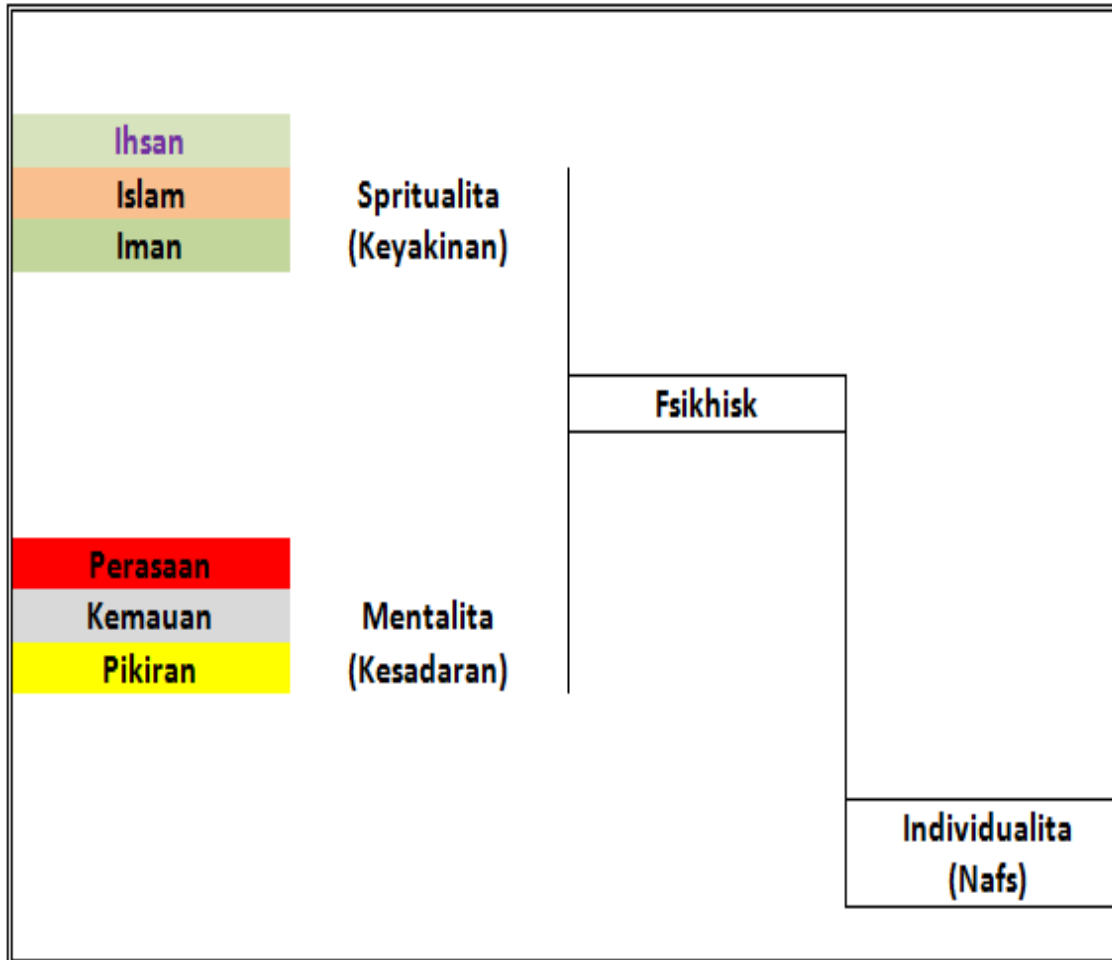 Ihsan
Islam
Iman
Spritualita
(Keyakinan)
Fsikhisk
Perasaan
Kemauan
Pikiran
Mentalita
(Kesadaran)
Individualita
(Nafs)